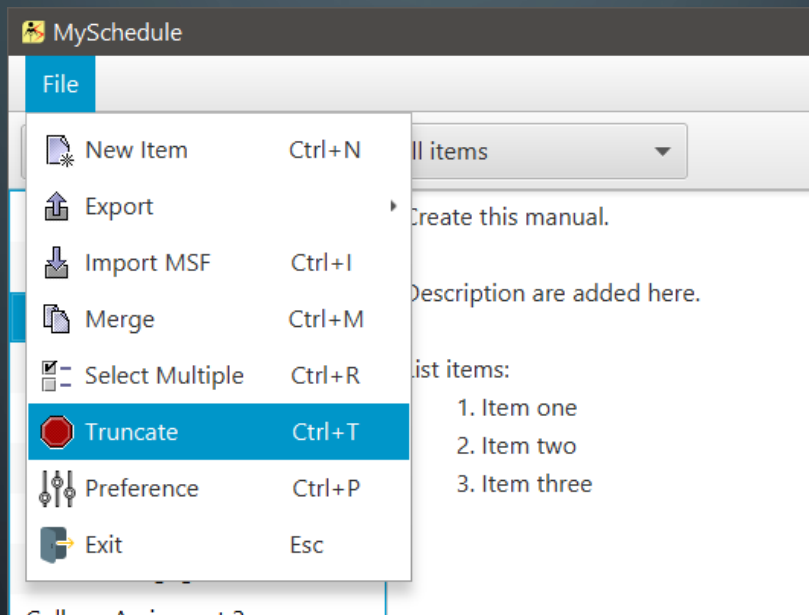 MySchedule
File
New Item Ctrl+N
Export
Import MSF Ctrl+I
Merge Ctrl+M
Select Multiple Ctrl+R
Truncate Ctrl+T
Preference Ctrl+P
Exit Esc
ll items
Create this manual.
Description are added here.
List items:
1. Item one
2. Item two
3. Item three